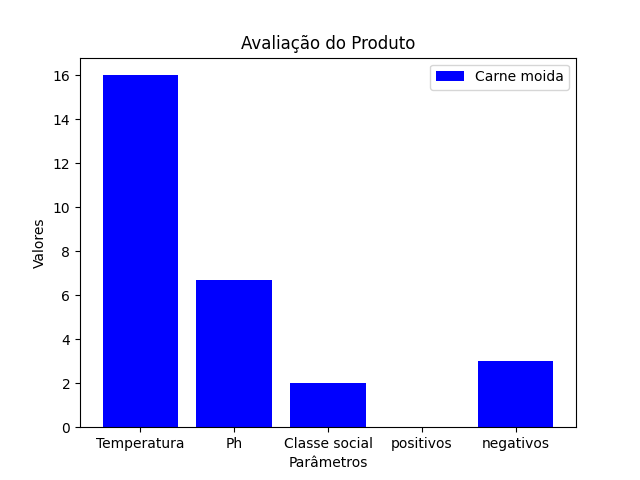 Avaliação do Produto
Carne moida
16
14
12
10
8
6
4
2
0
Valores
Temperatura Ph Classe social positivos negativos
Parâmetros